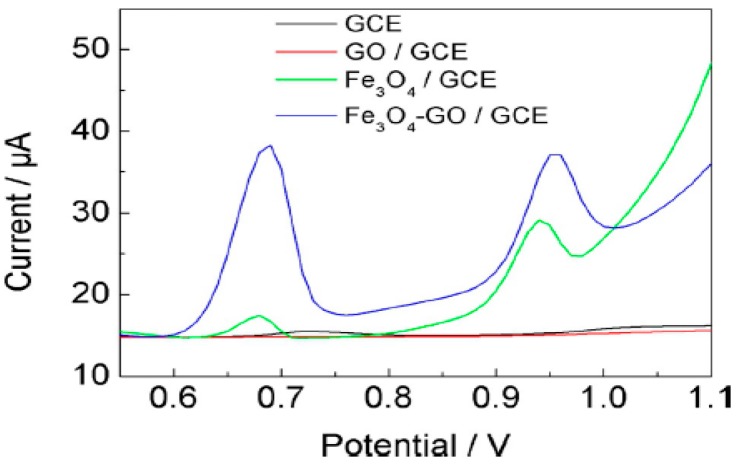 GCE
GO / GCE
Fe₃O₄ / GCE
Fe₃O₄-GO / GCE
50
40
30
20
10
Current / µA
0.6 0.7 0.8 0.9 1.0 1.1
Potential / V